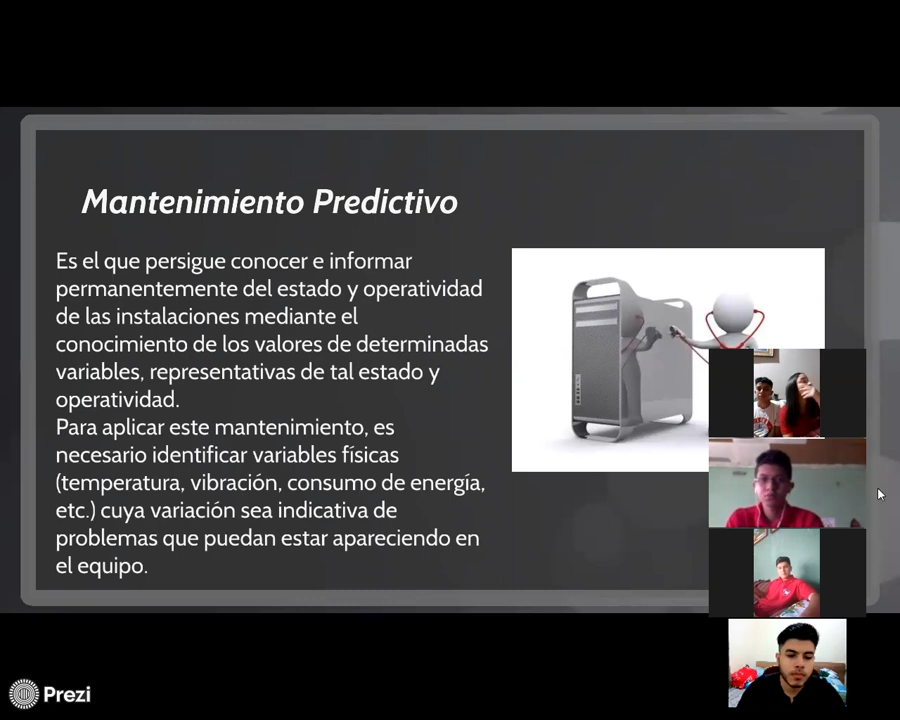 Mantenimiento Predictivo
Es el que persigue conocer e informar
permanentemente del estado y operatividad
de las instalaciones mediante el
conocimiento de los valores de determinadas
variables, representativas de tal estado y
operatividad.
Para aplicar este mantenimiento, es
necesario identificar variables físicas
(temperatura, vibración, consumo de energía,
etc.) cuya variación sea indicativa de
problemas que puedan estar apareciendo en
el equipo.
Prezi